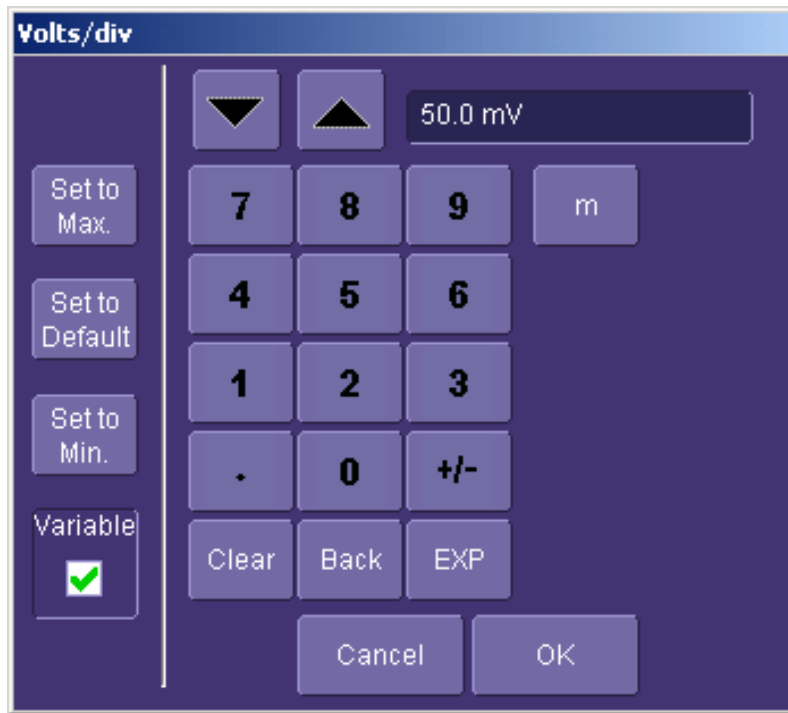 Volts/div
50.0 mV
Set to
Max.
7 8 9 m
Set to
Default
4 5 6
1 2 3
Set to
Min.
. 0 +/-
Variable
Clear Back EXP
Cancel OK